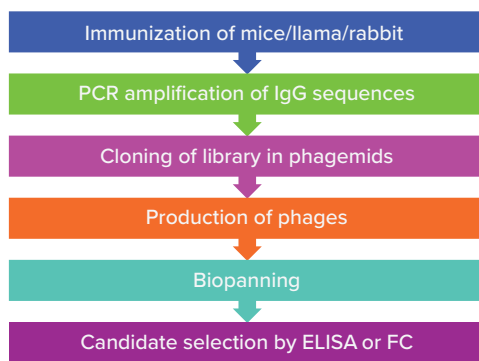 Immunization of mice/llama/rabbit
PCR amplification of IgG sequences
Cloning of library in phagemids
Production of phages
Biopanning
Candidate selection by ELISA or FC